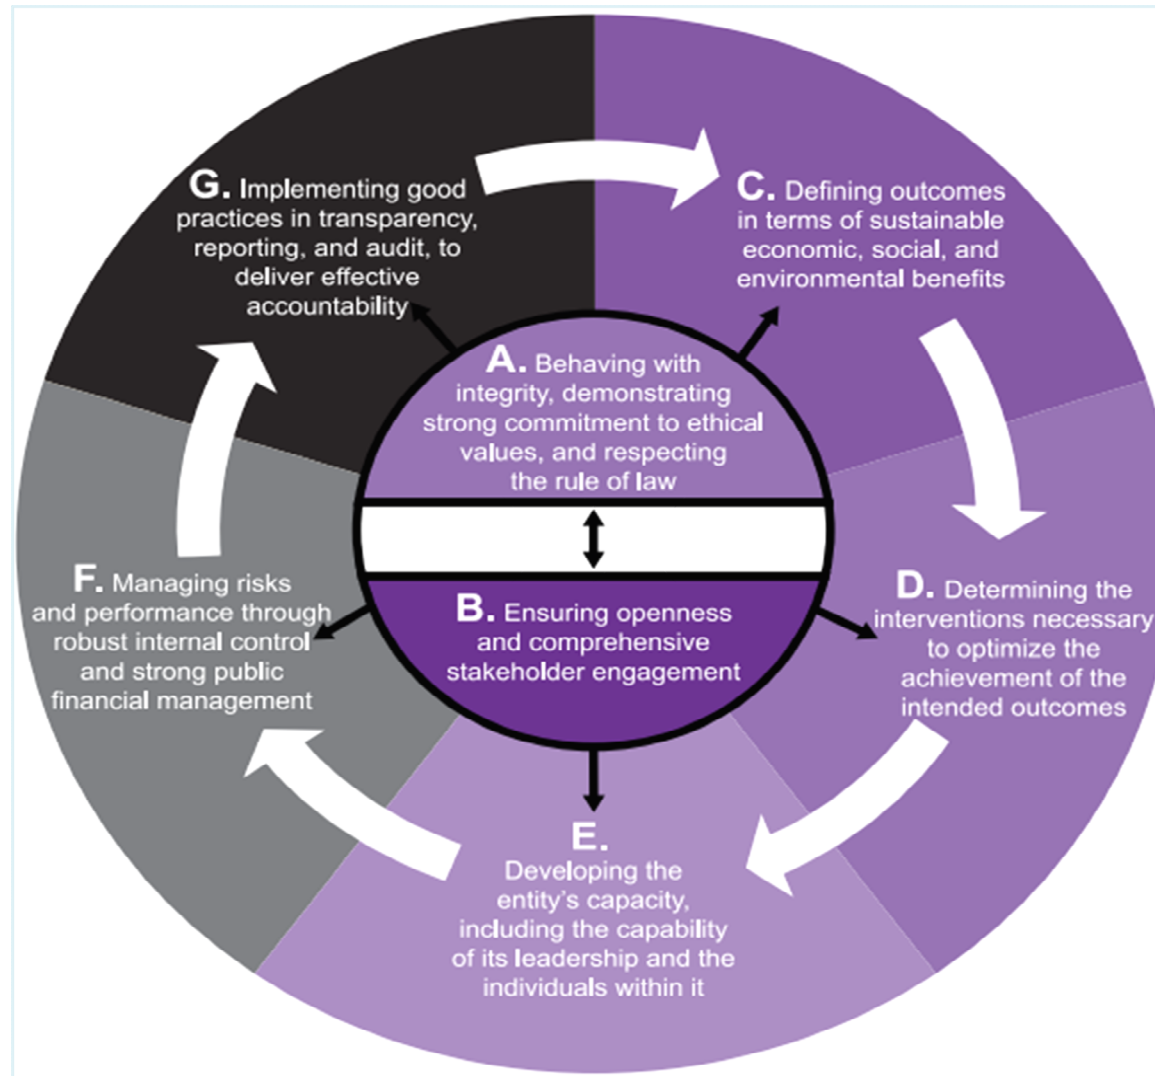 G. Implementing good
practices in transparency,
reporting, and audit, to
deliver effective
accountability
C. Defining outcomes
in terms of sustainable
economic, social, and
environmental benefits
A. Behaving with
integrity, demonstrating
strong commitment to ethical
values, and respecting
the rule of law
B. Ensuring openness
and comprehensive
stakeholder engagement
D. Determining the
interventions necessary
to optimize the
achievement of the
intended outcomes
E.
Developing the
entity's capacity,
including the capability
of its leadership and the
individuals within it
F. Managing risks
and performance through
robust internal control
and strong public
financial management